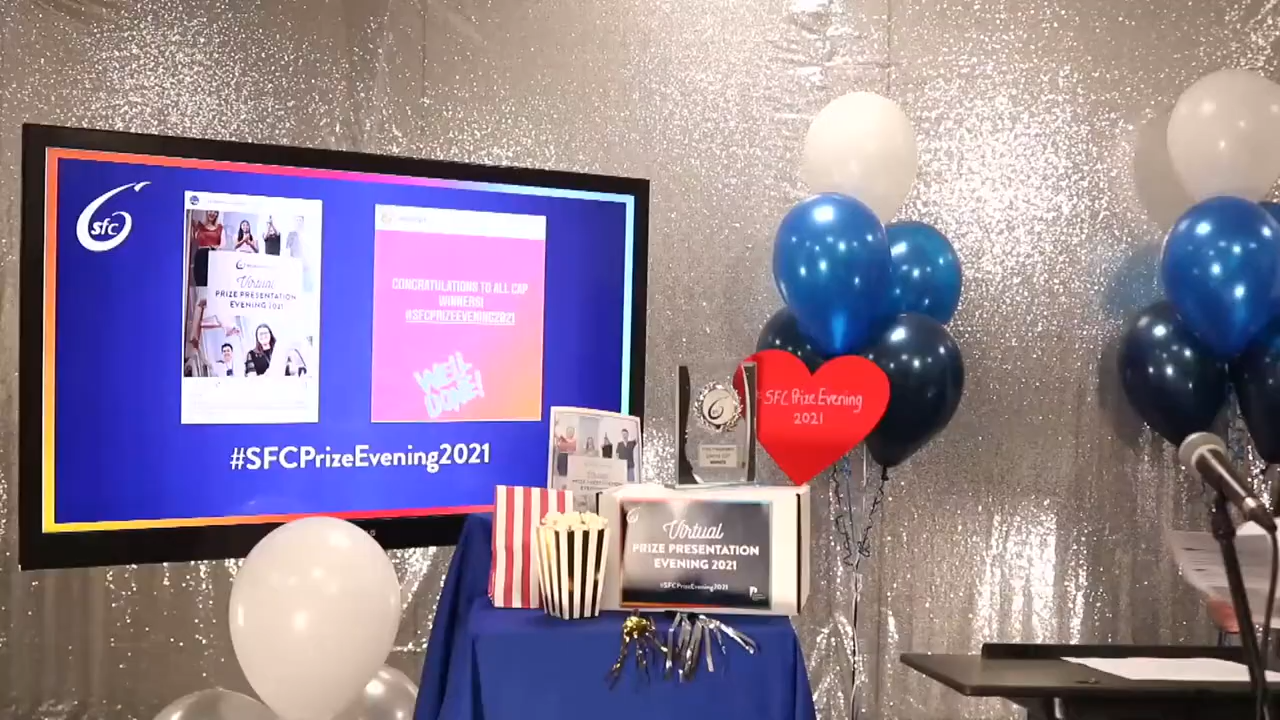 sfc
Virtual
PRIZE PRESENTATION
EVENING 2021
CONGRATULATIONS TO ALL CAP
WINNERS!
#SFCPRIZEEVENING2021
WELL
DONE!
#SFCPrizeEvening2021
#SFC Prize Evening
2021
Virtual
PRIZE PRESENTATION
EVENING 2021
#SFCPrizeEvening2021